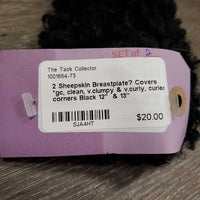 SET OF 2
The Tack Collector
1001664-73
2 Sheepskin Breastplate? Covers
*gc, clean, v.clumpy & v.curly, curled
corners Black 12" & 13"
SJA4HT
$20.00